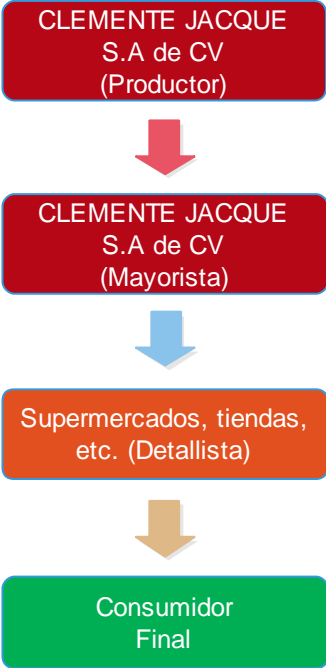 CLEMENTE JACQUE
S.A de CV
(Productor)
CLEMENTE JACQUE
S.A de CV
(Mayorista)
Supermercados, tiendas,
etc. (Detallista)
Consumidor
Final